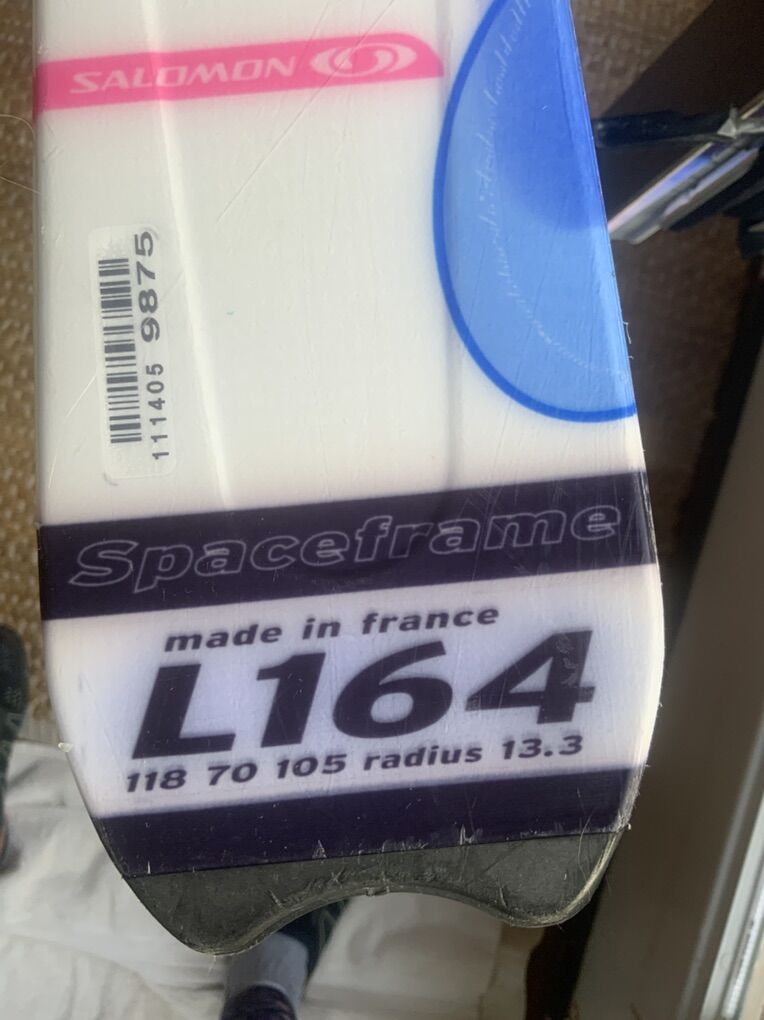 SALOMON
111405 9875
Spaceframe
made in france
L164
118 70 105 radius 13.3